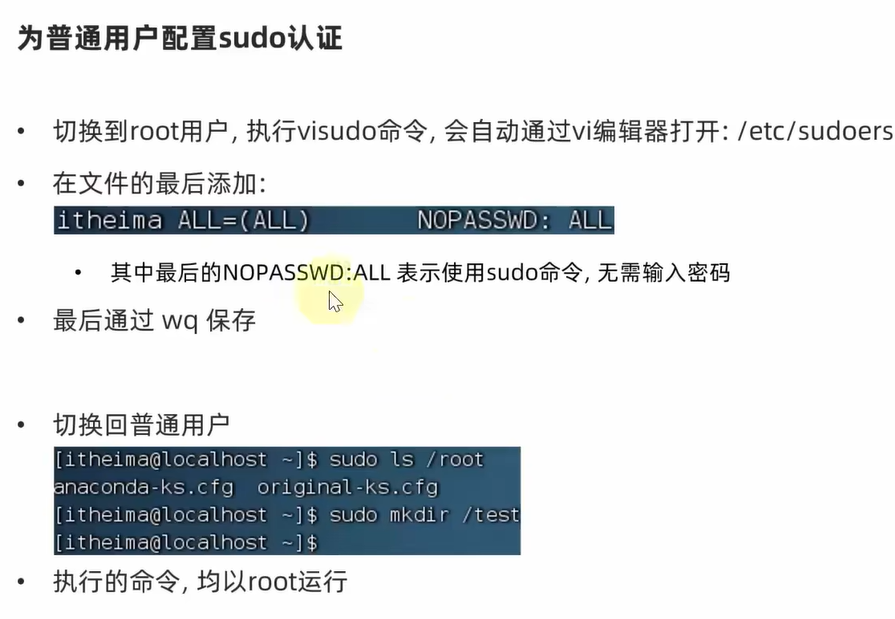 为普通用户配置sudo认证
• 切换到root用户, 执行visudo命令, 会自动通过vi编辑器打开: /etc/sudoers
• 在文件的最后添加:
itheima ALL=(ALL)       NOPASSWD: ALL
• 其中最后的NOPASSWD:ALL 表示使用sudo命令, 无需输入密码
• 最后通过 wq 保存
• 切换回普通用户
[itheima@localhost ~]$ sudo ls /root
anaconda-ks.cfg  original-ks.cfg
[itheima@localhost ~]$ sudo mkdir /test
[itheima@localhost ~]$
• 执行的命令, 均以root运行